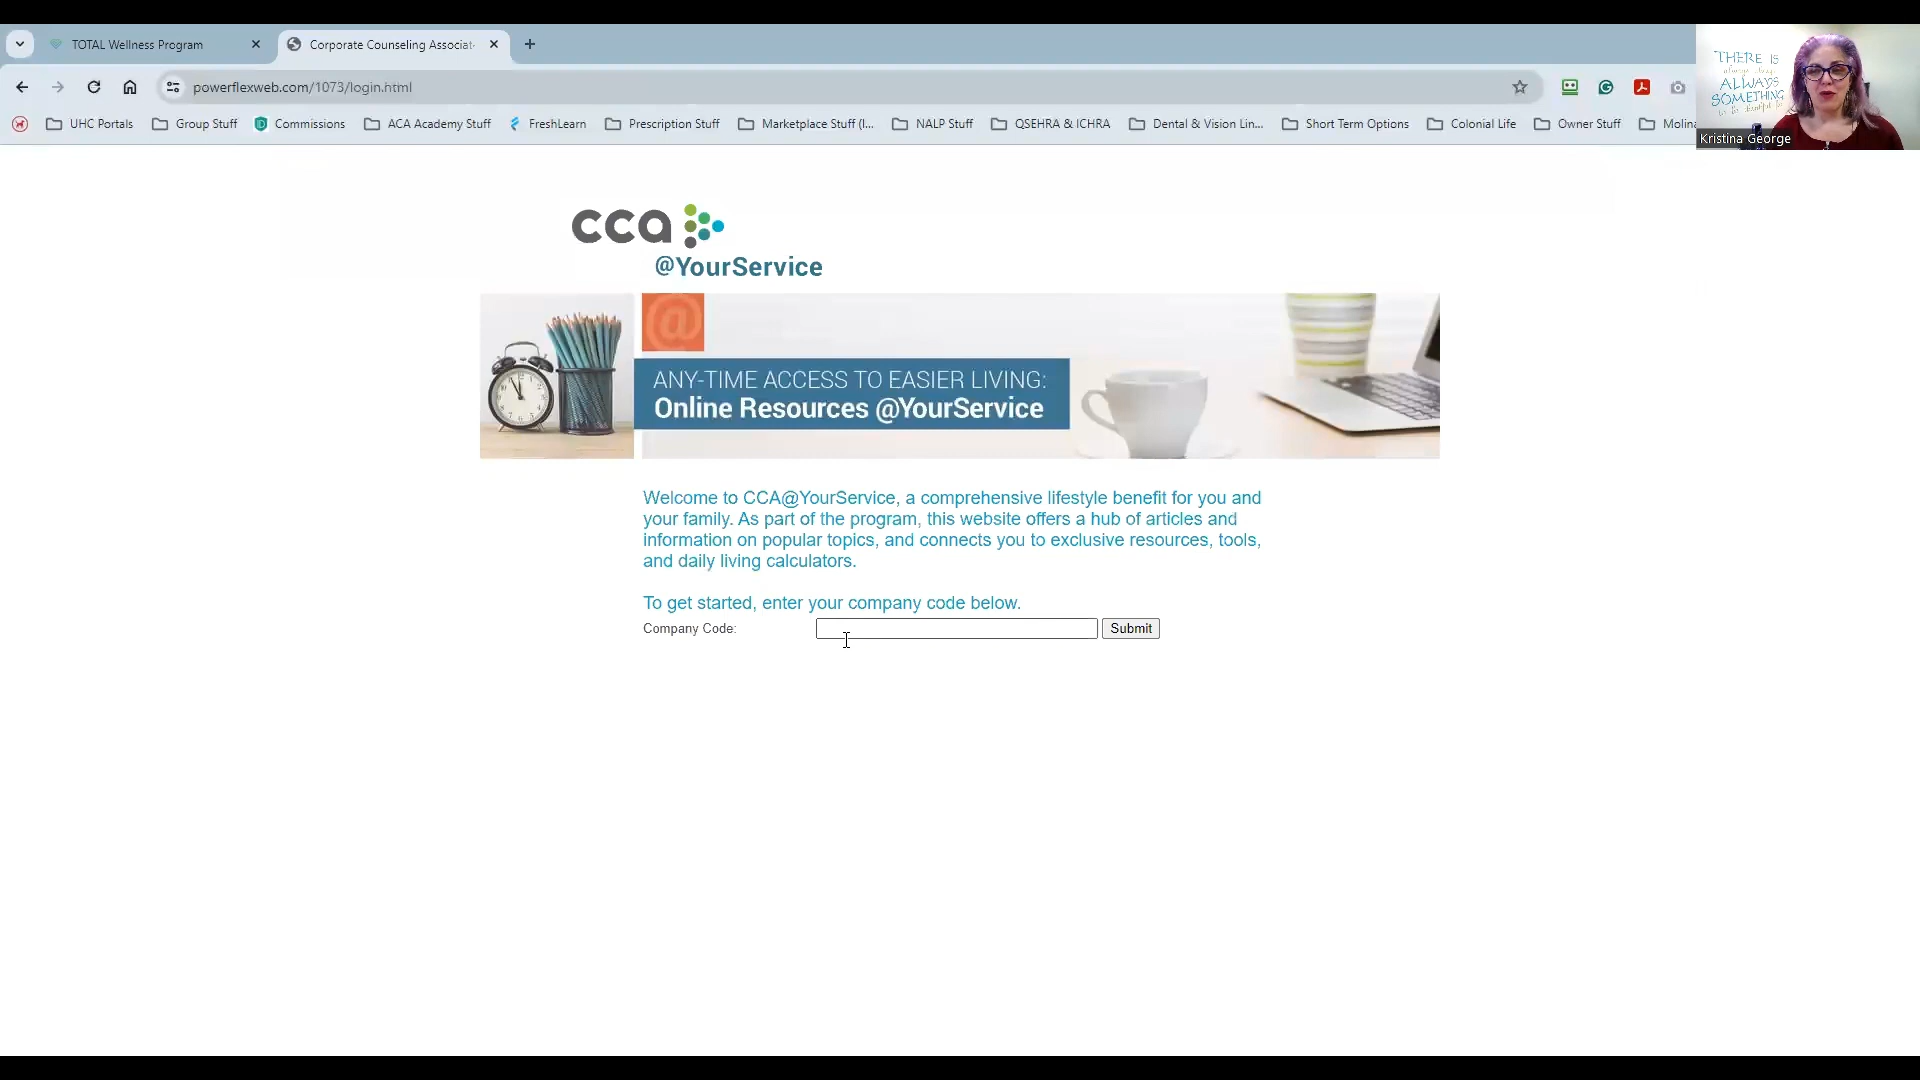 TOTAL Wellness Program
Corporate Counseling Associat
powerflexweb.com/1073/login.html
UHC Portals
Group Stuff
Commissions
ACA Academy Stuff
FreshLearn
Prescription Stuff
Marketplace Stuff (I...
NALP Stuff
QSEHRA & ICHRA
Dental & Vision Lin...
Short Term Options
Colonial Life
Owner Stuff
Molina
THERE IS
ALWAYS
SOMETHING
Kristina George
cca
@YourService
@
ANY-TIME ACCESS TO EASIER LIVING:
Online Resources @YourService
Welcome to CCA@YourService, a comprehensive lifestyle benefit for you and
your family. As part of the program, this website offers a hub of articles and
information on popular topics, and connects you to exclusive resources, tools,
and daily living calculators.
To get started, enter your company code below.
Company Code:
Submit